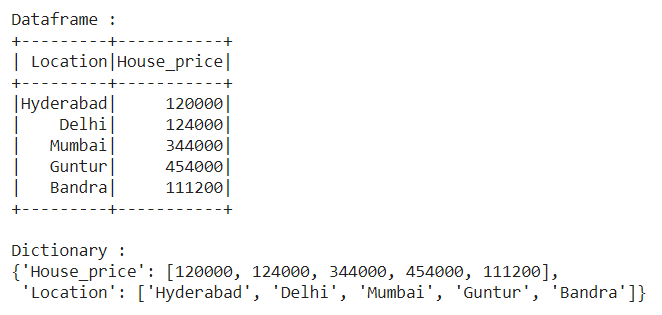 Dataframe :
+---------+-----------+
| Location|House_price|
+---------+-----------+
|Hyderabad|     120000|
|    Delhi|     124000|
|   Mumbai|     344000|
|   Guntur|     454000|
|   Bandra|     111200|
+---------+-----------+

Dictionary :
{'House_price': [120000, 124000, 344000, 454000, 111200],
 'Location': ['Hyderabad', 'Delhi', 'Mumbai', 'Guntur', 'Bandra']}